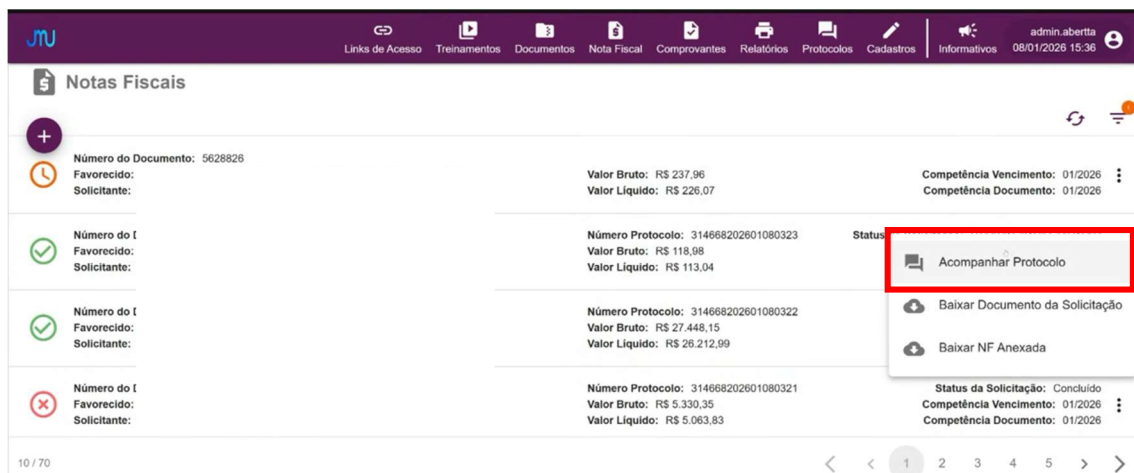 JMU
Links de Acesso Treinamentos Documentos Nota Fiscal Comprovantes Relatórios Protocolos Cadastros Informativos admin.abertta
08/01/2026 15:36
Notas Fiscais
Número do Documento: 5628826
Favorecido: Valor Bruto: R$ 237,96 Competência Vencimento: 01/2026
Solicitante: Valor Líquido: R$ 226,07 Competência Documento: 01/2026
Número do Número Protocolo: 314668202601080323 Status
Favorecido: Valor Bruto: R$ 118,98
Solicitante: Valor Líquido: R$ 113,04
Acompanhar Protocolo
Baixar Documento da Solicitação
Baixar NF Anexada
Número do Número Protocolo: 314668202601080322
Favorecido: Valor Bruto: R$ 27.448,15
Solicitante: Valor Líquido: R$ 26.212,99
Número do Número Protocolo: 314668202601080321 Status da Solicitação: Concluído
Favorecido: Valor Bruto: R$ 5.330,35 Competência Vencimento: 01/2026
Solicitante: Valor Líquido: R$ 5.063,83 Competência Documento: 01/2026
10 / 70 1 2 3 4 5